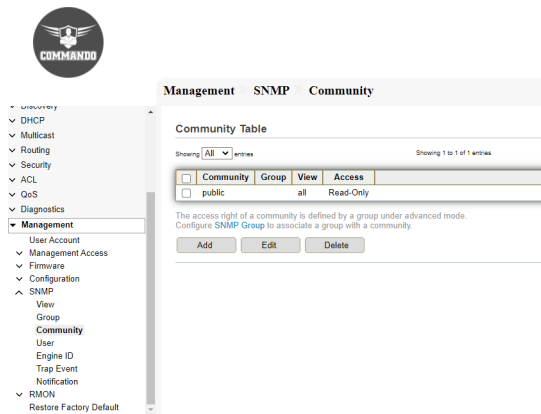 COMMANDO
Management SNMP Community
Discovery
DHCP
Multicast
Routing
Security
ACL
QoS
Diagnostics
Management
User Account
Management Access
Firmware
Configuration
SNMP
View
Group
Community
User
Engine ID
Trap Event
Notification
RMON
Restore Factory Default
Community Table
Showing All entries
Showing 1 to 1 of 1 entries
Community Group View Access
public all Read-Only
The access right of a community is defined by a group under advanced mode.
Configure SNMP Group to associate a group with a community.
Add Edit Delete